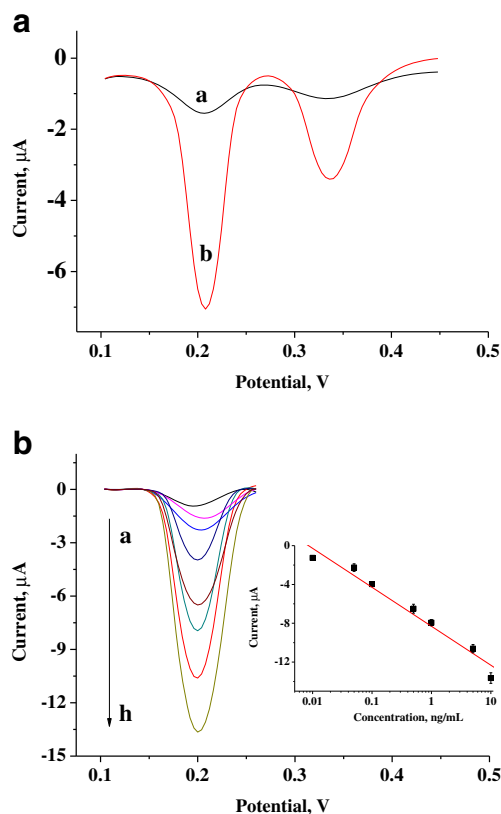 a
0
-2
-4
-6
Current, µA
a
b
0.1 0.2 0.3 0.4 0.5
Potential, V
b
0
-3
-6
-9
-12
-15
Current, µA
a
h
0
-4
-8
-12
Current, µA
0.01 0.1 1 10
Concentration, ng/mL
0.1 0.2 0.3 0.4 0.5
Potential, V